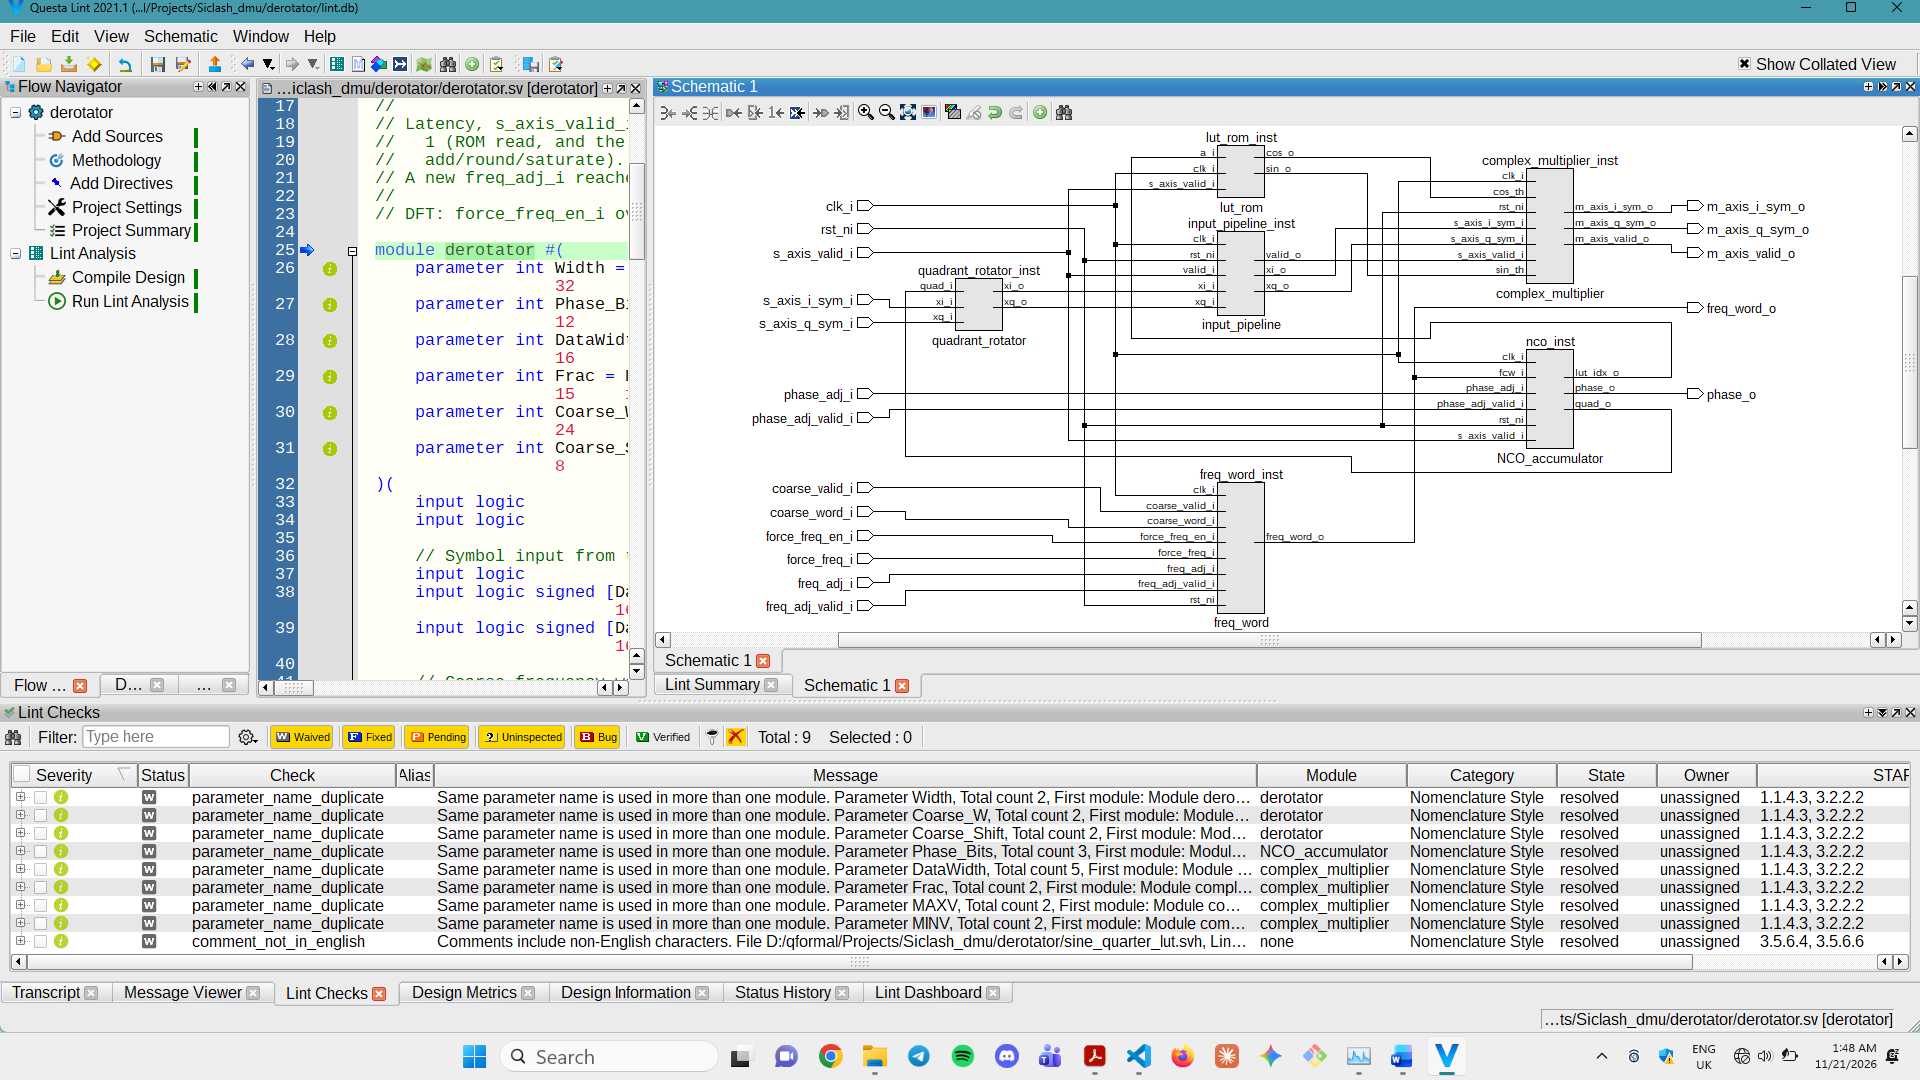 Questa Lint 2021.1 (...l/Projects/Siclash_dmu/derotator/lint.db)
File Edit View Schematic Window Help
Show Collated View
Flow Navigator
derotator
Add Sources
Methodology
Add Directives
Project Settings
Project Summary
Lint Analysis
Compile Design
Run Lint Analysis
Flow ... D... ...
...iclash_dmu/derotator/derotator.sv [derotator]
17 //
18 // Latency, s_axis_valid_
19 // 1 (ROM read, and the
20 // add/round/saturate).
21 // A new freq_adj_i reach
22 //
23 // DFT: force_freq_en_i o
24
25 module derotator #(
26 parameter int Width =
32
27 parameter int Phase_B
12
28 parameter int DataWid
16
29 parameter int Frac =
15
30 parameter int Coarse_
24
31 parameter int Coarse_
8
32 )(
33 input logic
34 input logic
35
36 // Symbol input from
37 input logic
38 input logic signed [D
16
39 input logic signed [D
16
40
Schematic 1
clk_i
rst_ni
s_axis_valid_i
s_axis_i_sym_i
s_axis_q_sym_i
phase_adj_i
phase_adj_valid_i
coarse_valid_i
coarse_word_i
force_freq_en_i
force_freq_i
freq_adj_i
freq_adj_valid_i
quadrant_rotator_inst
quad_i xi_o
xi_i xq_o
xq_i
quadrant_rotator
lut_rom_inst
a_i cos_o
clk_i sin_o
s_axis_valid_i
lut_rom
input_pipeline_inst
clk_i
rst_ni valid_o
valid_i xi_o
xi_i xq_o
xq_i
input_pipeline
complex_multiplier_inst
clk_i
cos_th
rst_ni m_axis_i_sym_o
s_axis_i_sym_i m_axis_q_sym_o
s_axis_q_sym_i m_axis_valid_o
s_axis_valid_i
sin_th
complex_multiplier
nco_inst
clk_i
fcw_i lut_idx_o
phase_adj_i phase_o
phase_adj_valid_i quad_o
rst_ni
s_axis_valid_i
NCO_accumulator
freq_word_inst
clk_i
coarse_valid_i
coarse_word_i
force_freq_en_i freq_word_o
force_freq_i
freq_adj_i
freq_adj_valid_i
rst_ni
freq_word
m_axis_i_sym_o
m_axis_q_sym_o
m_axis_valid_o
freq_word_o
phase_o
Schematic 1
Lint Summary Schematic 1
Lint Checks
Filter: Type here W Waived F Fixed P Pending ? Uninspected B Bug V Verified Total : 9 Selected : 0
Severity Status Check Alias Message Module Category State Owner STAR
W parameter_name_duplicate Same parameter name is used in more than one module. Parameter Width, Total count 2, First module: Module dero... derotator Nomenclature Style resolved unassigned 1.1.4.3, 3.2.2.2
W parameter_name_duplicate Same parameter name is used in more than one module. Parameter Coarse_W, Total count 2, First module: Module... derotator Nomenclature Style resolved unassigned 1.1.4.3, 3.2.2.2
W parameter_name_duplicate Same parameter name is used in more than one module. Parameter Coarse_Shift, Total count 2, First module: Mod... derotator Nomenclature Style resolved unassigned 1.1.4.3, 3.2.2.2
W parameter_name_duplicate Same parameter name is used in more than one module. Parameter Phase_Bits, Total count 3, First module: Modul... NCO_accumulator Nomenclature Style resolved unassigned 1.1.4.3, 3.2.2.2
W parameter_name_duplicate Same parameter name is used in more than one module. Parameter DataWidth, Total count 5, First module: Module ... complex_multiplier Nomenclature Style resolved unassigned 1.1.4.3, 3.2.2.2
W parameter_name_duplicate Same parameter name is used in more than one module. Parameter Frac, Total count 2, First module: Module compl... complex_multiplier Nomenclature Style resolved unassigned 1.1.4.3, 3.2.2.2
W parameter_name_duplicate Same parameter name is used in more than one module. Parameter MAXV, Total count 2, First module: Module co... complex_multiplier Nomenclature Style resolved unassigned 1.1.4.3, 3.2.2.2
W parameter_name_duplicate Same parameter name is used in more than one module. Parameter MINV, Total count 2, First module: Module com... complex_multiplier Nomenclature Style resolved unassigned 1.1.4.3, 3.2.2.2
W comment_not_in_english Comments include non-English characters. File D:/qformal/Projects/Siclash_dmu/derotator/sine_quarter_lut.svh, Lin... none Nomenclature Style resolved unassigned 3.5.6.4, 3.5.6.6
Transcript Message Viewer Lint Checks Design Metrics Design Information Status History Lint Dashboard
...ts/Siclash_dmu/derotator/derotator.sv [derotator]
Search
ENG
UK
1:48 AM
11/21/2026